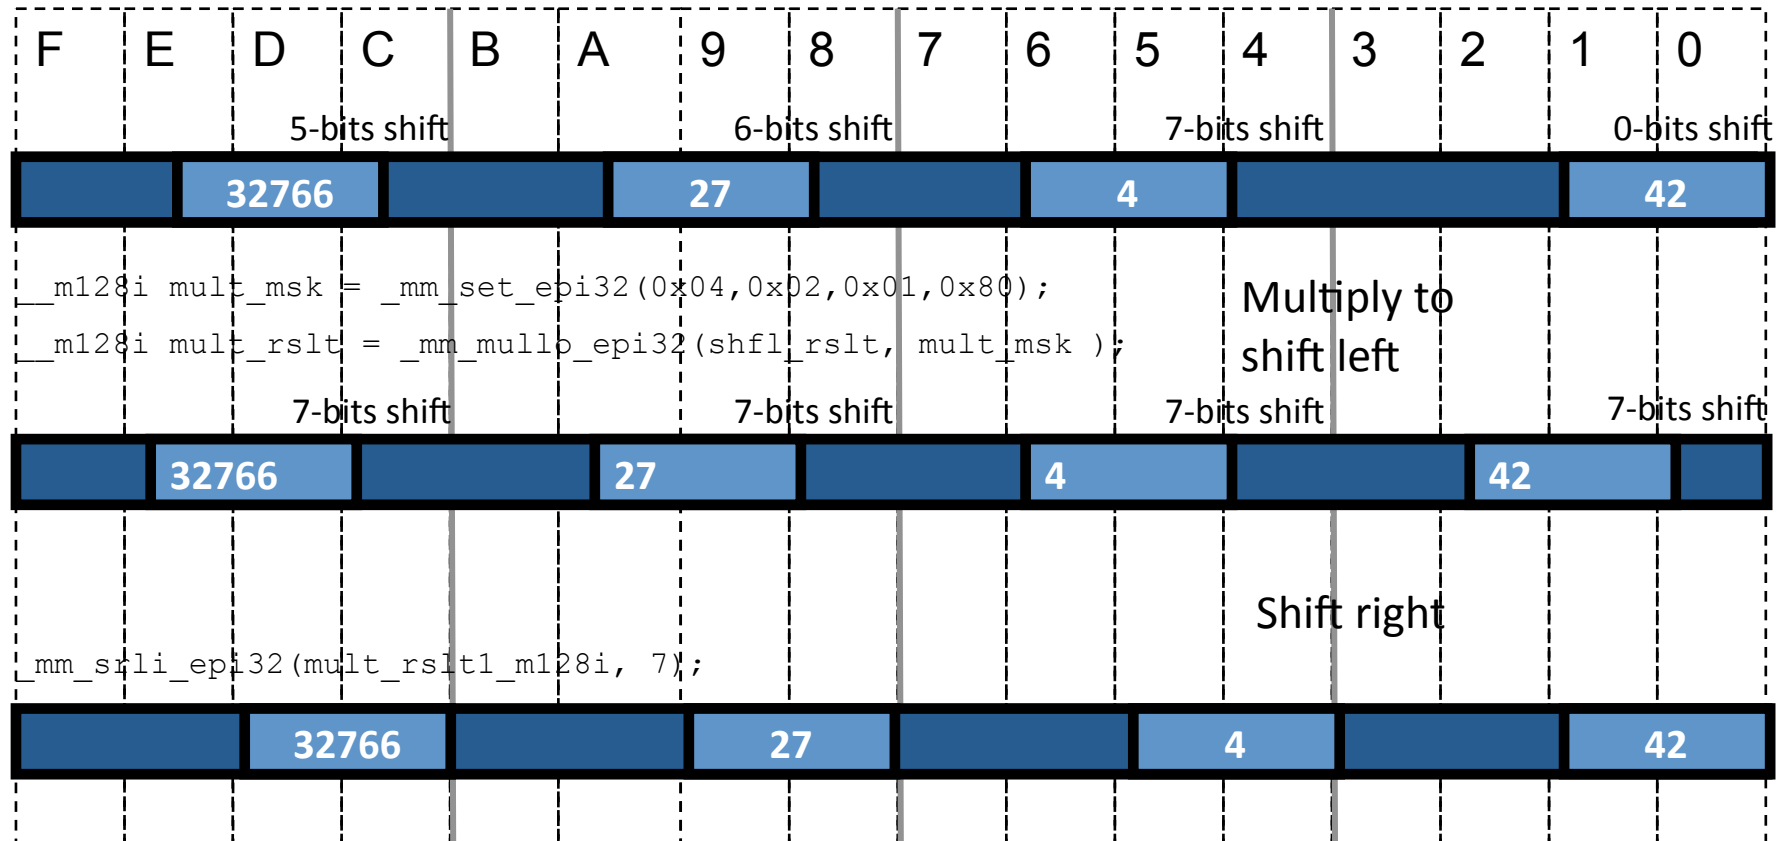 F E D C B A 9 8 7 6 5 4 3 2 1 0
5-bits shift 6-bits shift 7-bits shift 0-bits shift
32766 27 4 42
__m128i mult_msk = _mm_set_epi32(0x04,0x02,0x01,0x80);
__m128i mult_rslt = _mm_mullo_epi32(shfl_rslt, mult_msk );
Multiply to
shift left
7-bits shift 7-bits shift 7-bits shift 7-bits shift
32766 27 4 42
Shift right
_mm_srli_epi32(mult_rslt1_m128i, 7);
32766 27 4 42